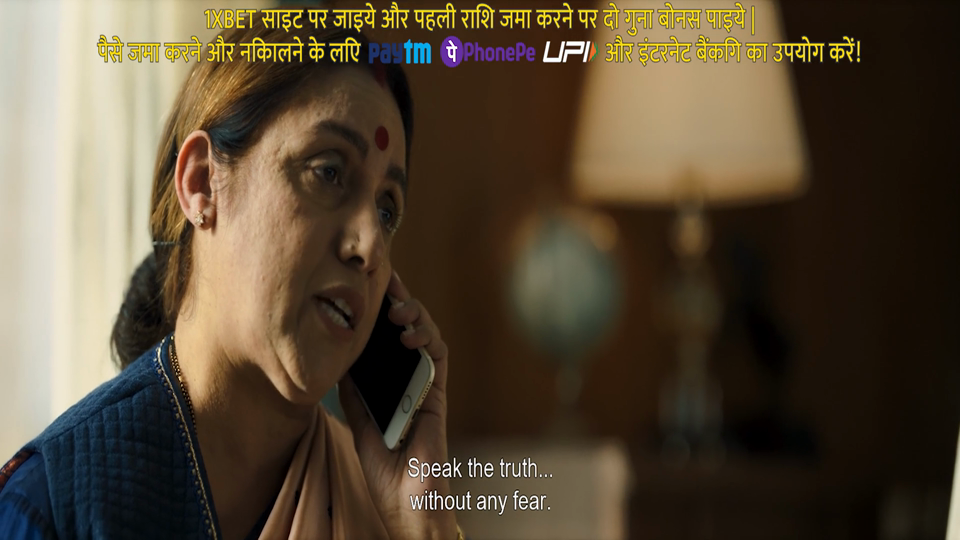 1XBET साइट पर जाइये और पहली राशि जमा करने पर दो गुना बोनस पाइये |
पैसे जमा करने और नकिालने के लएि paytm पे PhonePe UPI और इंटरनेट बैंकगि का उपयोग करें!
Speak the truth...
without any fear.